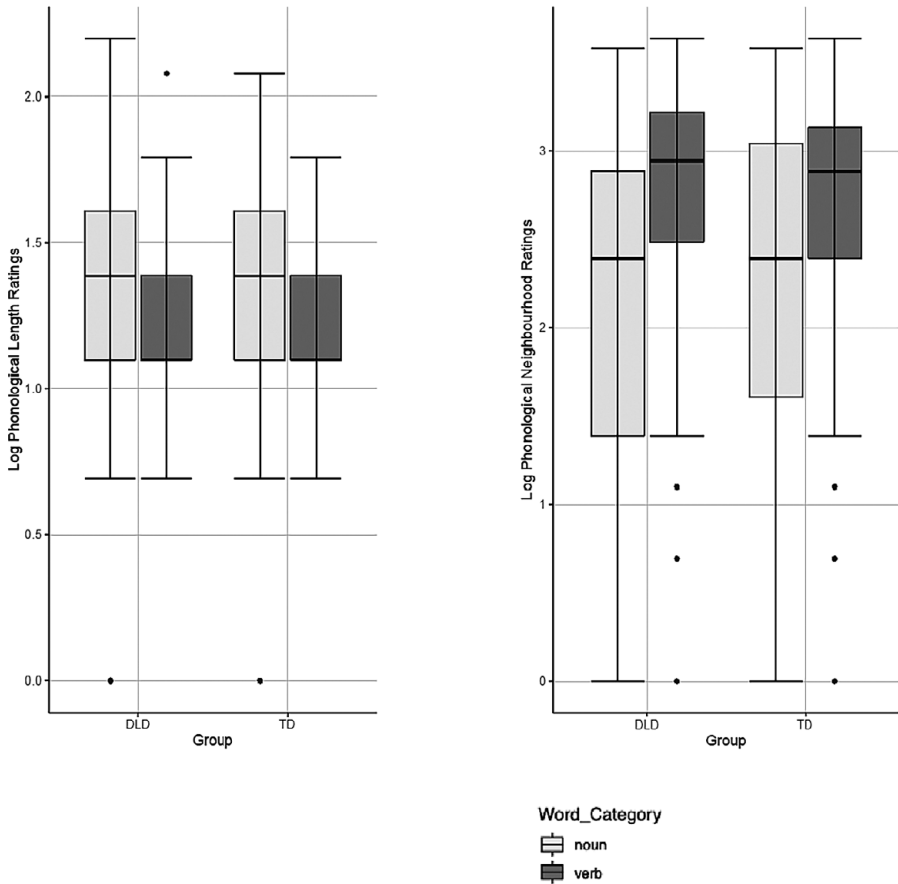 Log Phonological Length Ratings
2.0
1.5
1.0
0.5
0.0
DLD
TD
Group
Log Phonological Neighbourhood Ratings
3
2
1
0
DLD
TD
Group
Word_Category
noun
verb